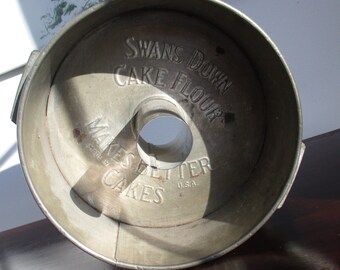 SWANS DOWN
CAKE FLOUR
MAKES BETTER
CAKES